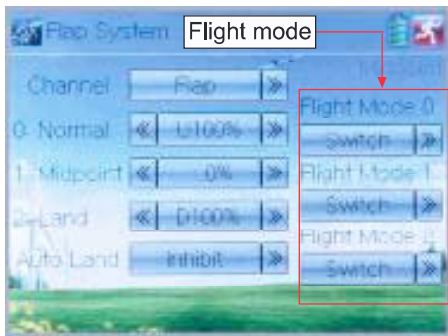 Flap System
Flight mode
Channel Flap
Flight Mode 0
0- Normal U100%
Switch
1- Midpoint 0%
Flight Mode 1
Switch
2- Land D100%
Flight Mode
Auto Land Inhibit
Switch